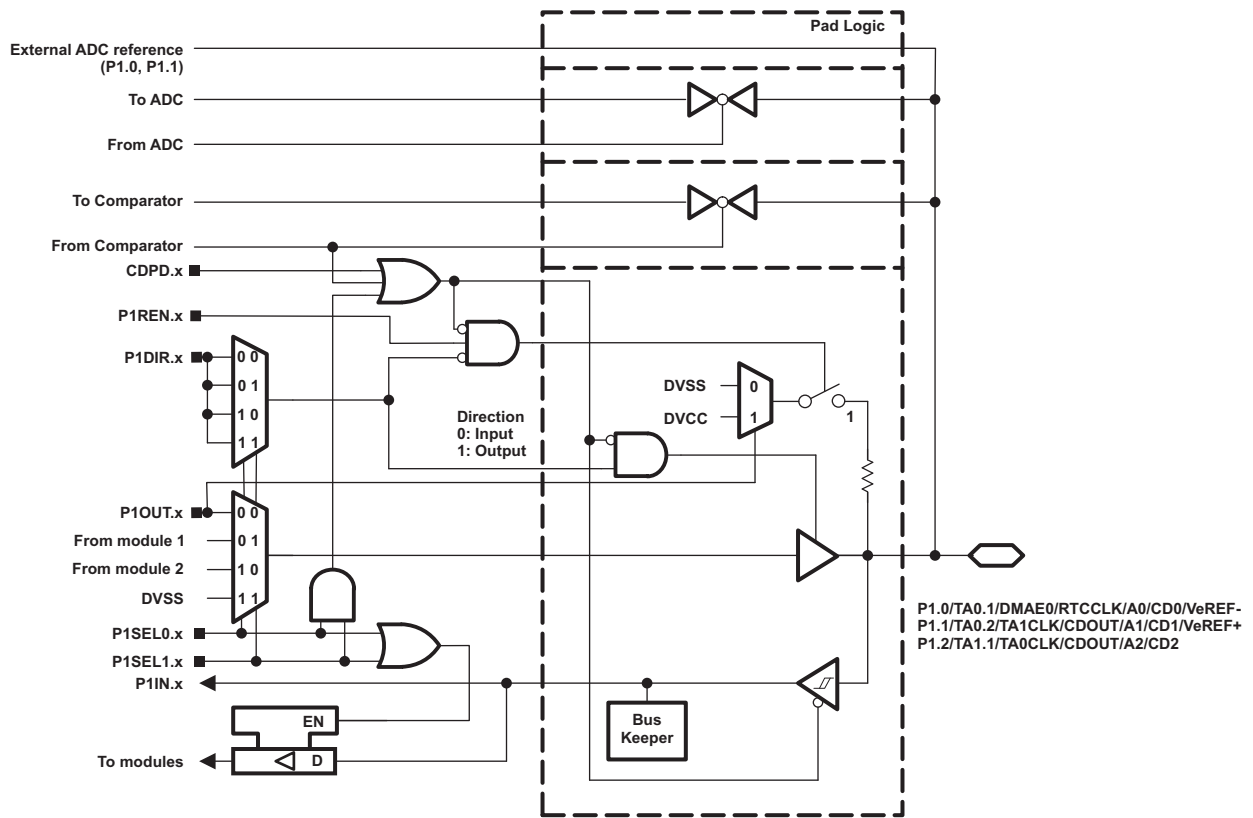 Pad Logic
External ADC reference
(P1.0, P1.1)
To ADC
From ADC
To Comparator
From Comparator
CDPD.x
P1REN.x
P1DIR.x
0 0
0 1
1 0
1 1
Direction
0: Input
1: Output
DVSS
0
DVCC
1
1
P1OUT.x
0 0
From module 1
0 1
From module 2
1 0
DVSS
1 1
P1SEL0.x
P1SEL1.x
P1IN.x
EN
D
To modules
Bus
Keeper
P1.0/TA0.1/DMAE0/RTCCLK/A0/CD0/VeREF-
P1.1/TA0.2/TA1CLK/CDOUT/A1/CD1/VeREF+
P1.2/TA1.1/TA0CLK/CDOUT/A2/CD2